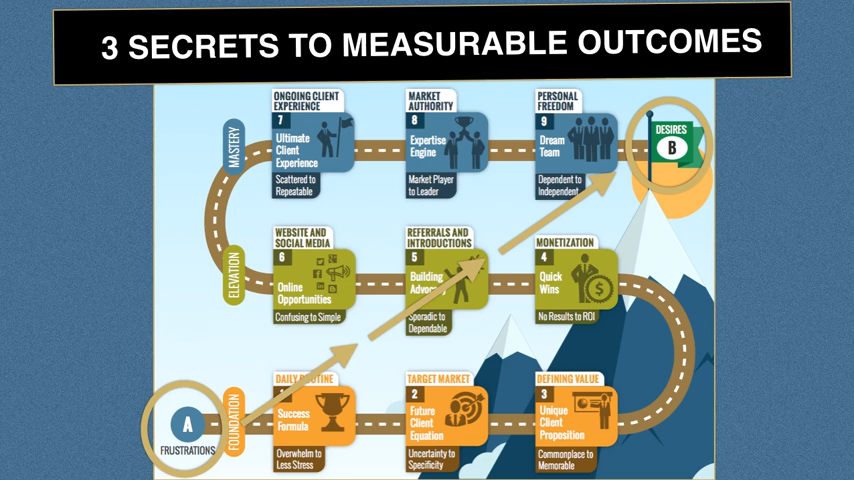 3 SECRETS TO MEASURABLE OUTCOMES
ONGOING CLIENT
EXPERIENCE
7
Ultimate
Client
Experience
Scattered to
Repeatable
MARKET
AUTHORITY
8
Expertise
Engine
Market Player
to Leader
PERSONAL
FREEDOM
9
Dream
Team
Dependent to
Independent
DESIRES
B
MASTERY
WEBSITE AND
SOCIAL MEDIA
6
Online
Opportunities
Confusing to Simple
REFERRALS AND
INTRODUCTIONS
5
Building
Advocacy
Sporadic to
Dependable
MONETIZATION
4
Quick
Wins
$
No Results to ROI
ELEVATION
DAILY ROUTINE
1
Success
Formula
Overwhelm to
Less Stress
TARGET MARKET
2
Future
Client
Equation
Uncertainty to
Specificity
DEFINING VALUE
3
Unique
Client
Proposition
Commonplace to
Memorable
FOUNDATION
A
FRUSTRATIONS